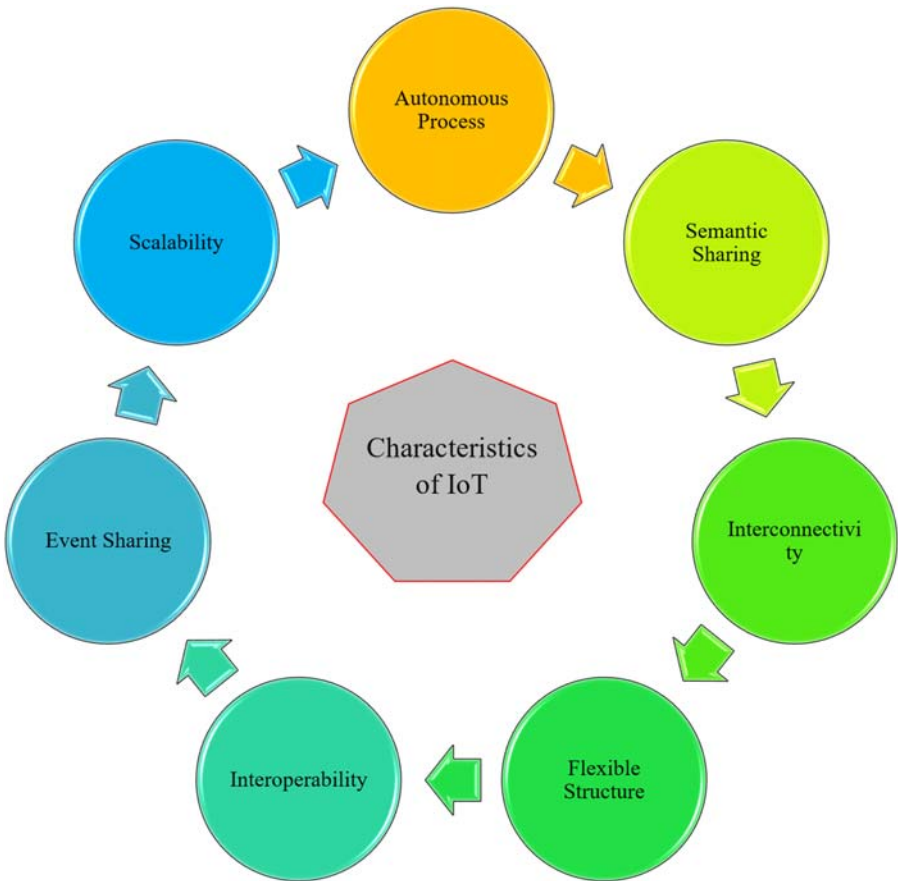 Autonomous
Process
Semantic
Sharing
Interconnectivi
ty
Flexible
Structure
Interoperability
Event Sharing
Scalability
Characteristics
of IoT